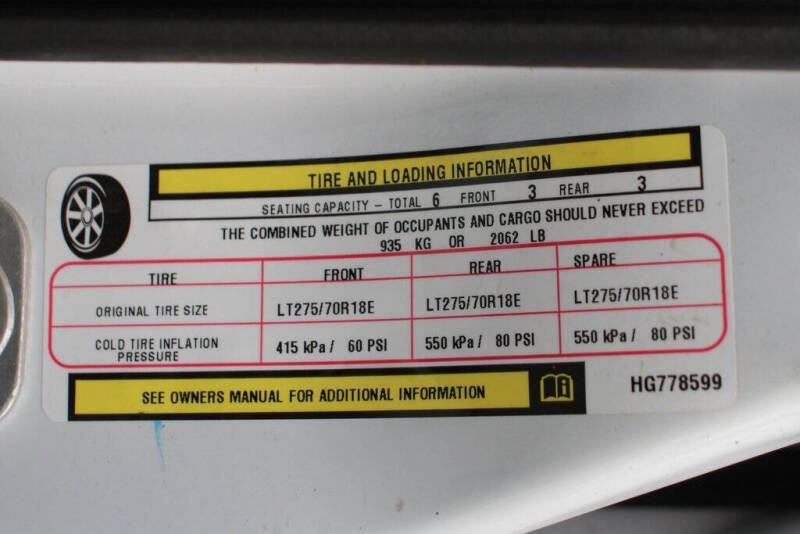 TIRE AND LOADING INFORMATION
SEATING CAPACITY – TOTAL 6 FRONT 3 REAR 3
THE COMBINED WEIGHT OF OCCUPANTS AND CARGO SHOULD NEVER EXCEED
935 KG OR 2062 LB
TIRE FRONT REAR SPARE
ORIGINAL TIRE SIZE LT275/70R18E LT275/70R18E LT275/70R18E
COLD TIRE INFLATION PRESSURE 415 kPa / 60 PSI 550 kPa / 80 PSI 550 kPa / 80 PSI
SEE OWNERS MANUAL FOR ADDITIONAL INFORMATION
HG778599